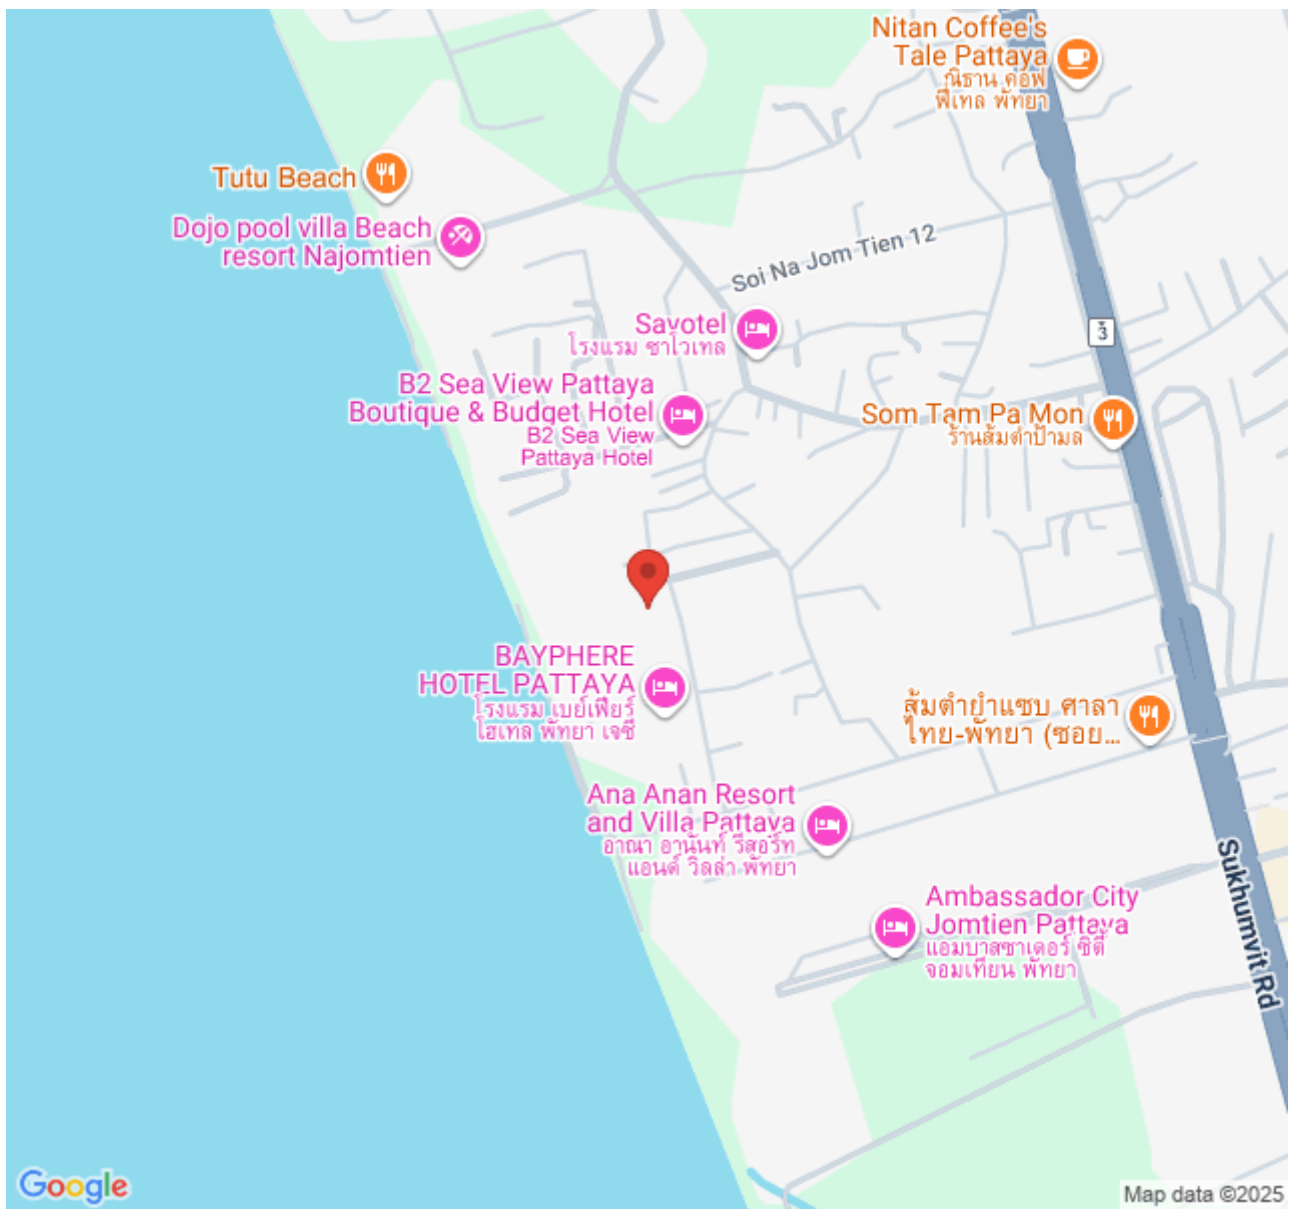 Nitan Coffee's
Tale Pattaya
ณิธาน คอฟ
ฟี่เทล พัทยา
Tutu Beach
Dojo pool villa Beach
resort Najomtien
Soi Na Jom Tien 12
Savotel
โรงแรม ซาโวเทล
3
B2 Sea View Pattaya
Boutique & Budget Hotel
B2 Sea View
Pattaya Hotel
Som Tam Pa Mon
ร้านส้มตำป้ามล
BAYPHERE
HOTEL PATTAYA
โรงแรม เบย์เฟียร์
โฮเทล พัทยา เจซี
ส้มตำยำแซบ ศาลา
ไทย-พัทยา (ซอย...
Ana Anan Resort
and Villa Pattaya
อาณา อานันท์ รีสอร์ท
แอนด์ วิลล่า พัทยา
Sukhumvit Rd
Ambassador City
Jomtien Pattaya
แอมบาสซาเดอร์ ซิตี้
จอมเทียน พัทยา
Google
Map data ©2025